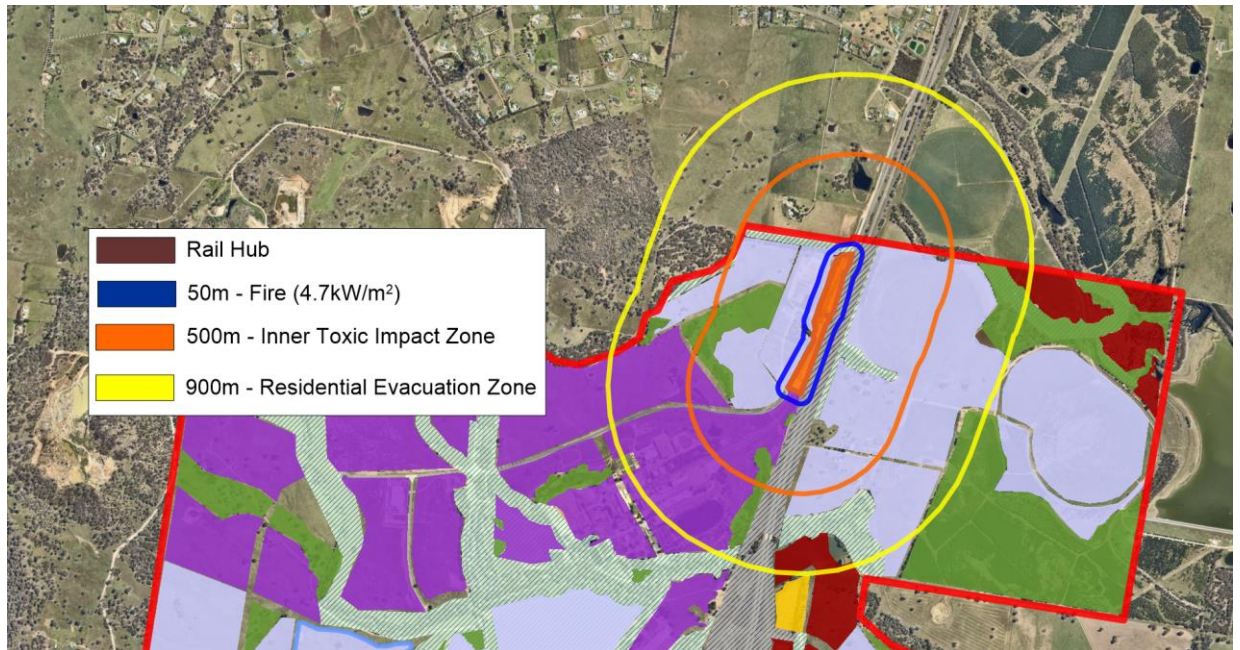 Rail Hub
50m - Fire (4.7kW/m²)
500m - Inner Toxic Impact Zone
900m - Residential Evacuation Zone